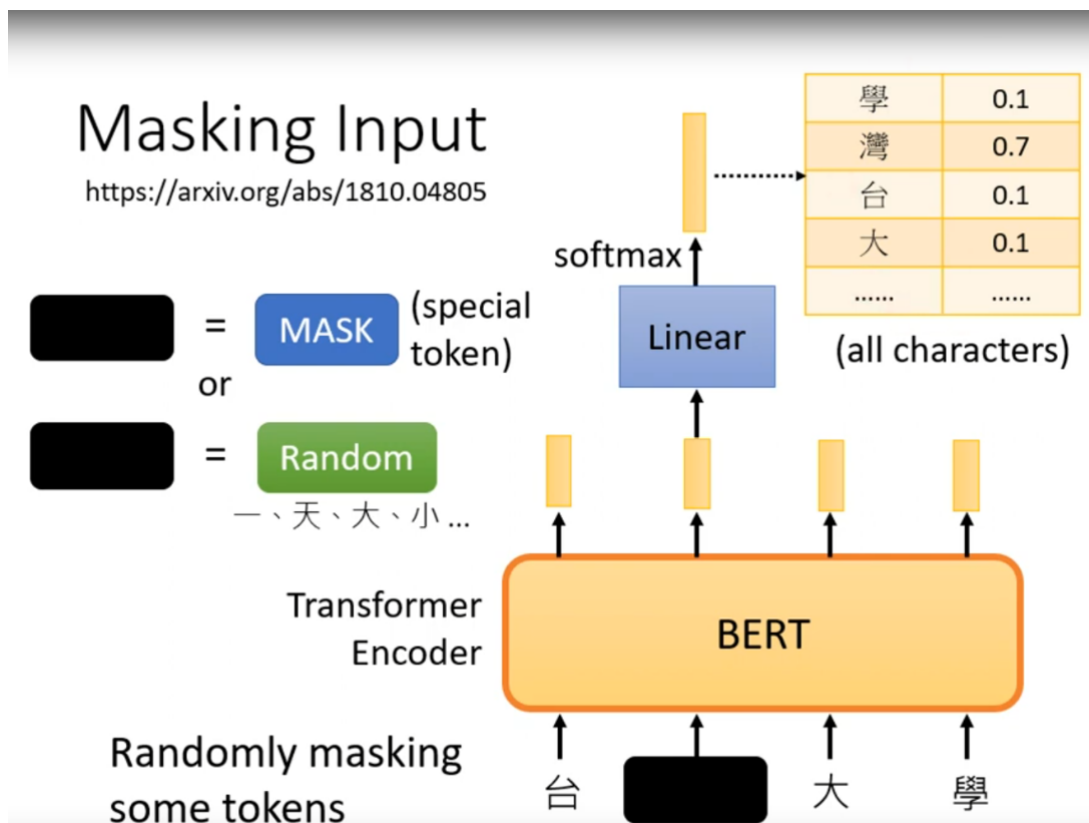 Masking Input
https://arxiv.org/abs/1810.04805
= MASK (special token)
or
= Random
一、天、大、小 ...
Transformer
Encoder
Randomly masking
some tokens
學 0.1
灣 0.7
台 0.1
大 0.1
...... ......
(all characters)
softmax
Linear
BERT
台 大 學